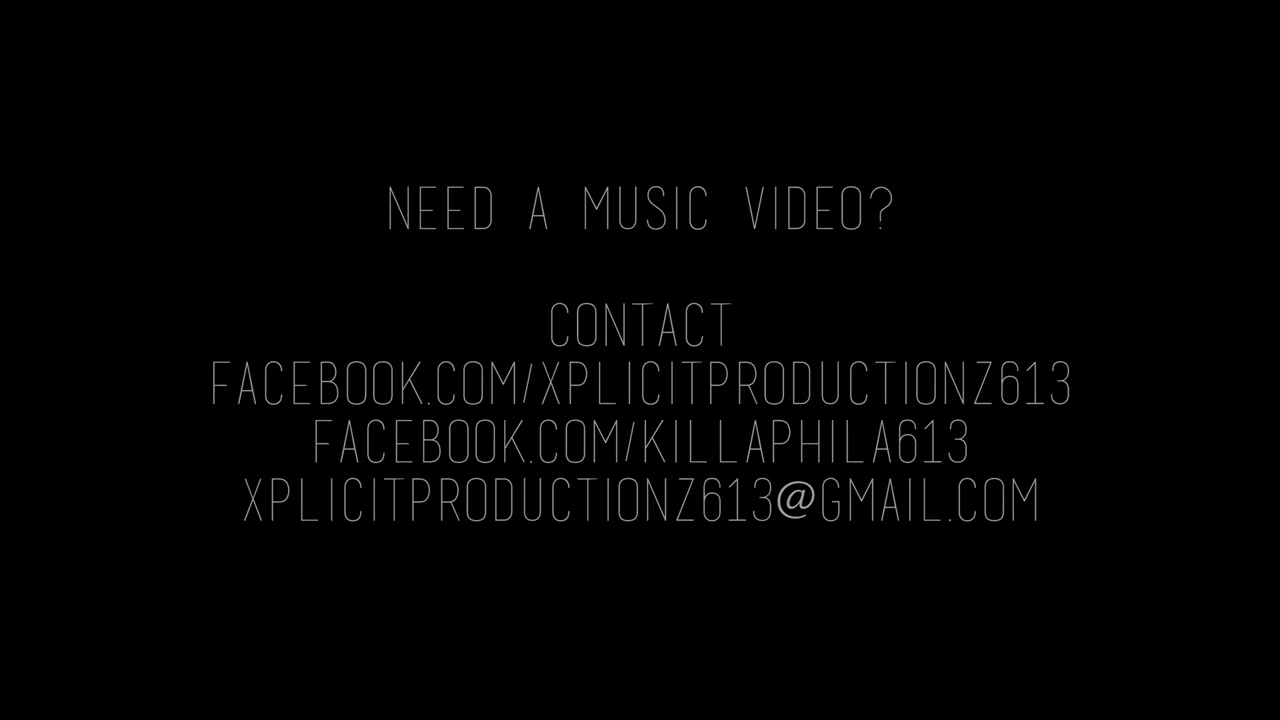 NEED A MUSIC VIDEO?
CONTACT
FACEBOOK.COM/XPLICITPRODUCTIONZ613
FACEBOOK.COM/KILLAPHILA613
XPLICITPRODUCTIONZ613@GMAIL.COM